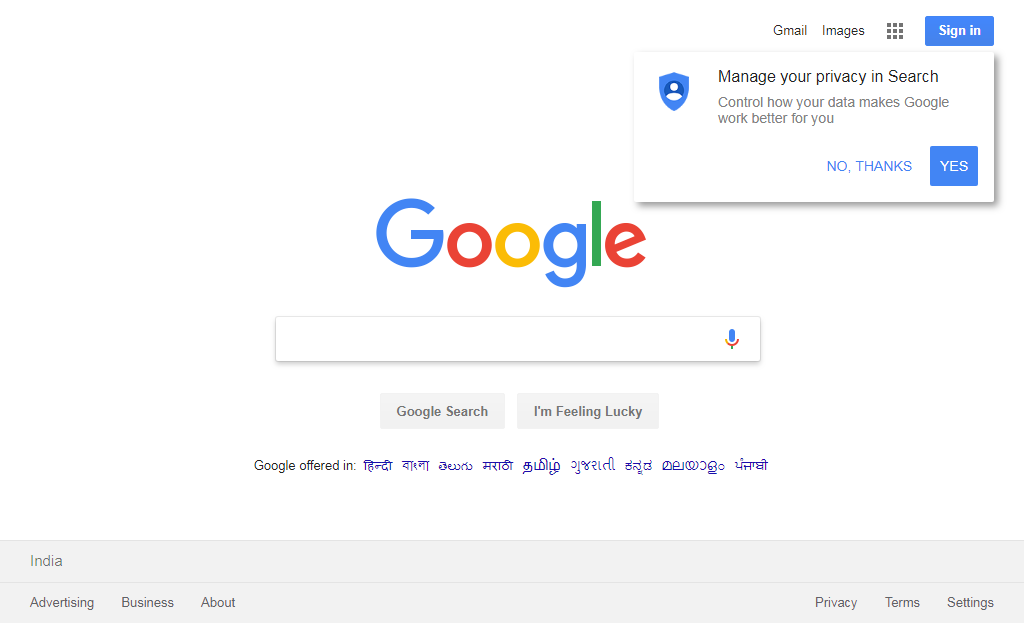 Gmail Images Sign in
Manage your privacy in Search
Control how your data makes Google
work better for you
NO, THANKS YES
Google
Google Search I'm Feeling Lucky
Google offered in: हिन्दी বাংলা తెలుగు मराठी தமிழ் ગુજરાતી ಕನ್ನಡ മലയാളം ਪੰਜਾਬੀ
India
Advertising Business About Privacy Terms Settings